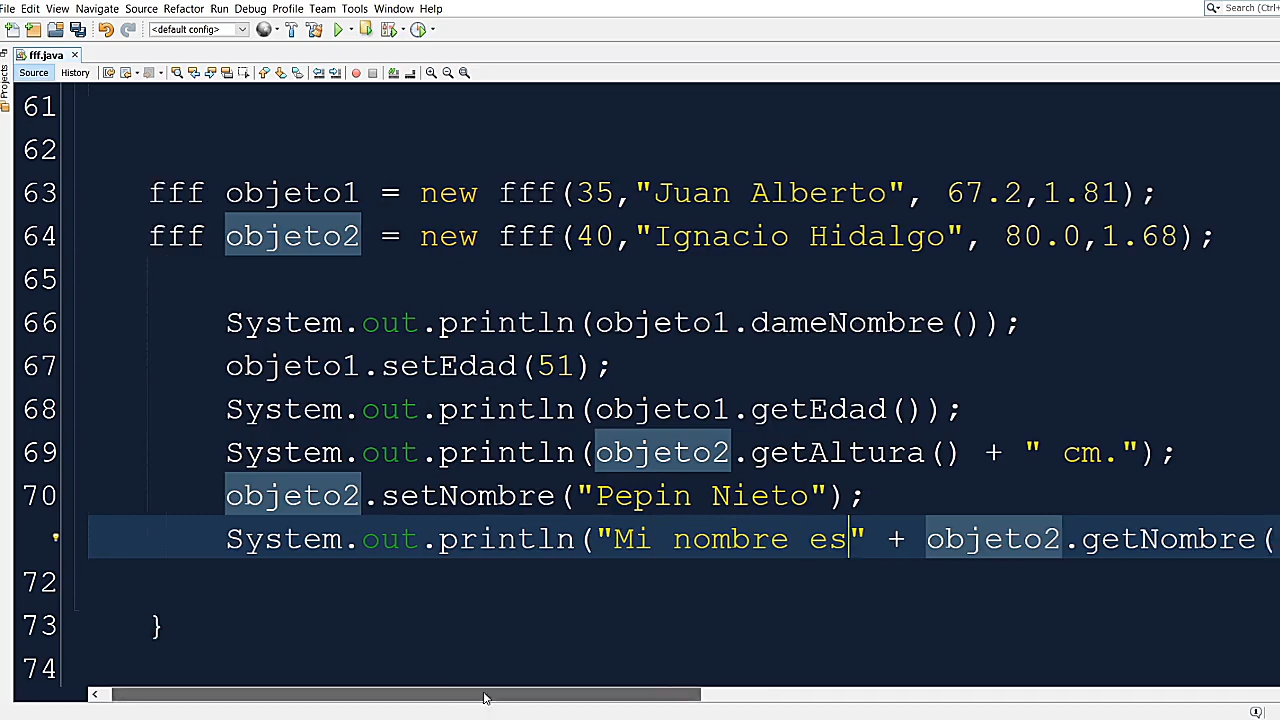 File Edit View Navigate Source Refactor Run Debug Profile Team Tools Window Help
Search (Ctrl+
<default config>
fff.java
Projects
Source History
61
62
63 fff objeto1 = new fff(35,"Juan Alberto", 67.2,1.81);
64 fff objeto2 = new fff(40,"Ignacio Hidalgo", 80.0,1.68);
65
66 System.out.println(objeto1.dameNombre());
67 objeto1.setEdad(51);
68 System.out.println(objeto1.getEdad());
69 System.out.println(objeto2.getAltura() + " cm.");
70 objeto2.setNombre("Pepin Nieto");
System.out.println("Mi nombre es" + objeto2.getNombre(
72
73 }
74